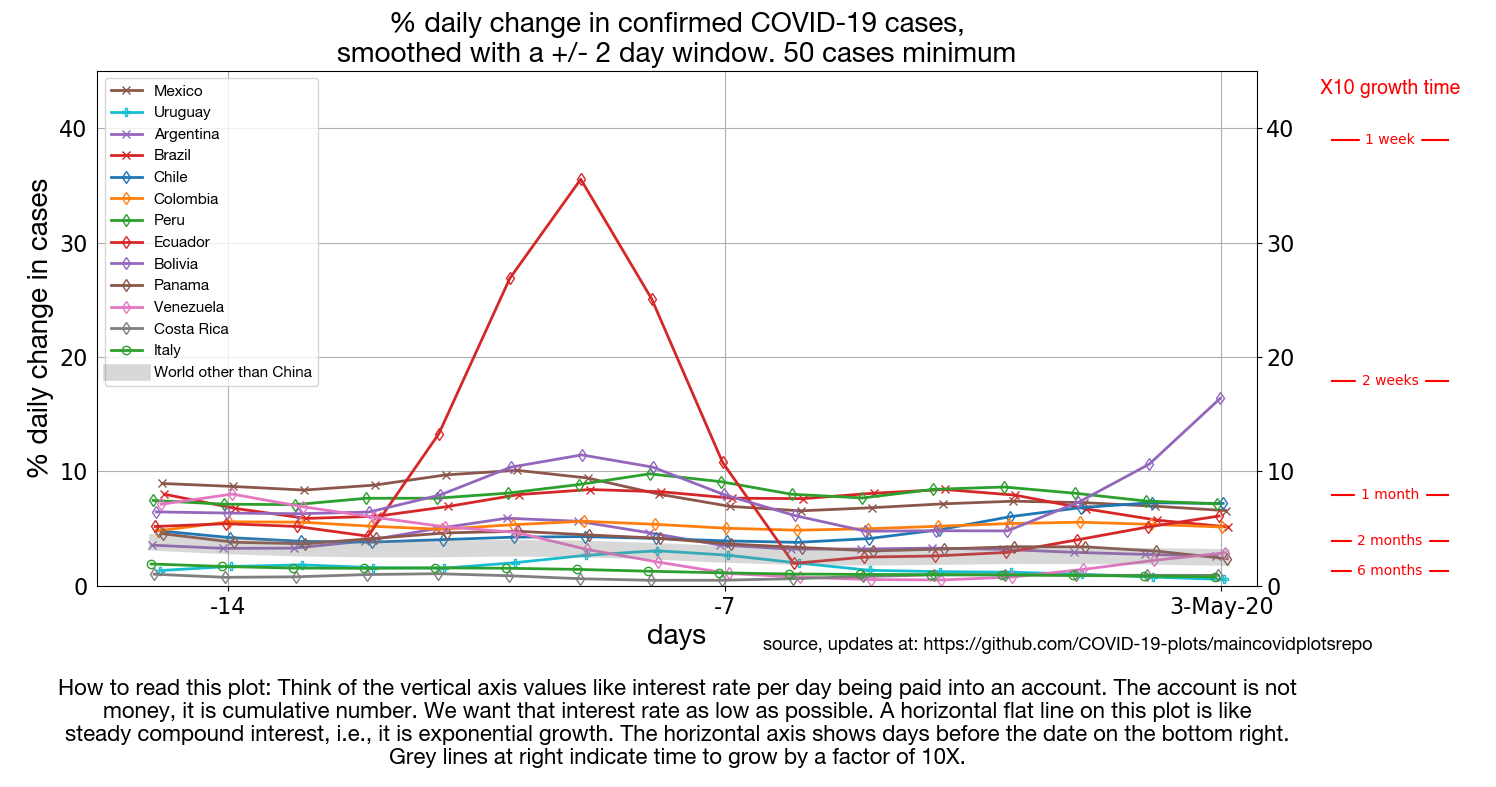 % daily change in confirmed COVID-19 cases,
smoothed with a +/- 2 day window. 50 cases minimum
% daily change in cases
40
30
20
10
0
Mexico
Uruguay
Argentina
Brazil
Chile
Colombia
Peru
Ecuador
Bolivia
Panama
Venezuela
Costa Rica
Italy
World other than China
40
30
20
10
0
X10 growth time
1 week
2 weeks
1 month
2 months
6 months
-14
-7
3-May-20
days
source, updates at: https://github.com/COVID-19-plots/maincovidplotsrepo
How to read this plot: Think of the vertical axis values like interest rate per day being paid into an account. The account is not
money, it is cumulative number. We want that interest rate as low as possible. A horizontal flat line on this plot is like
steady compound interest, i.e., it is exponential growth. The horizontal axis shows days before the date on the bottom right.
Grey lines at right indicate time to grow by a factor of 10X.